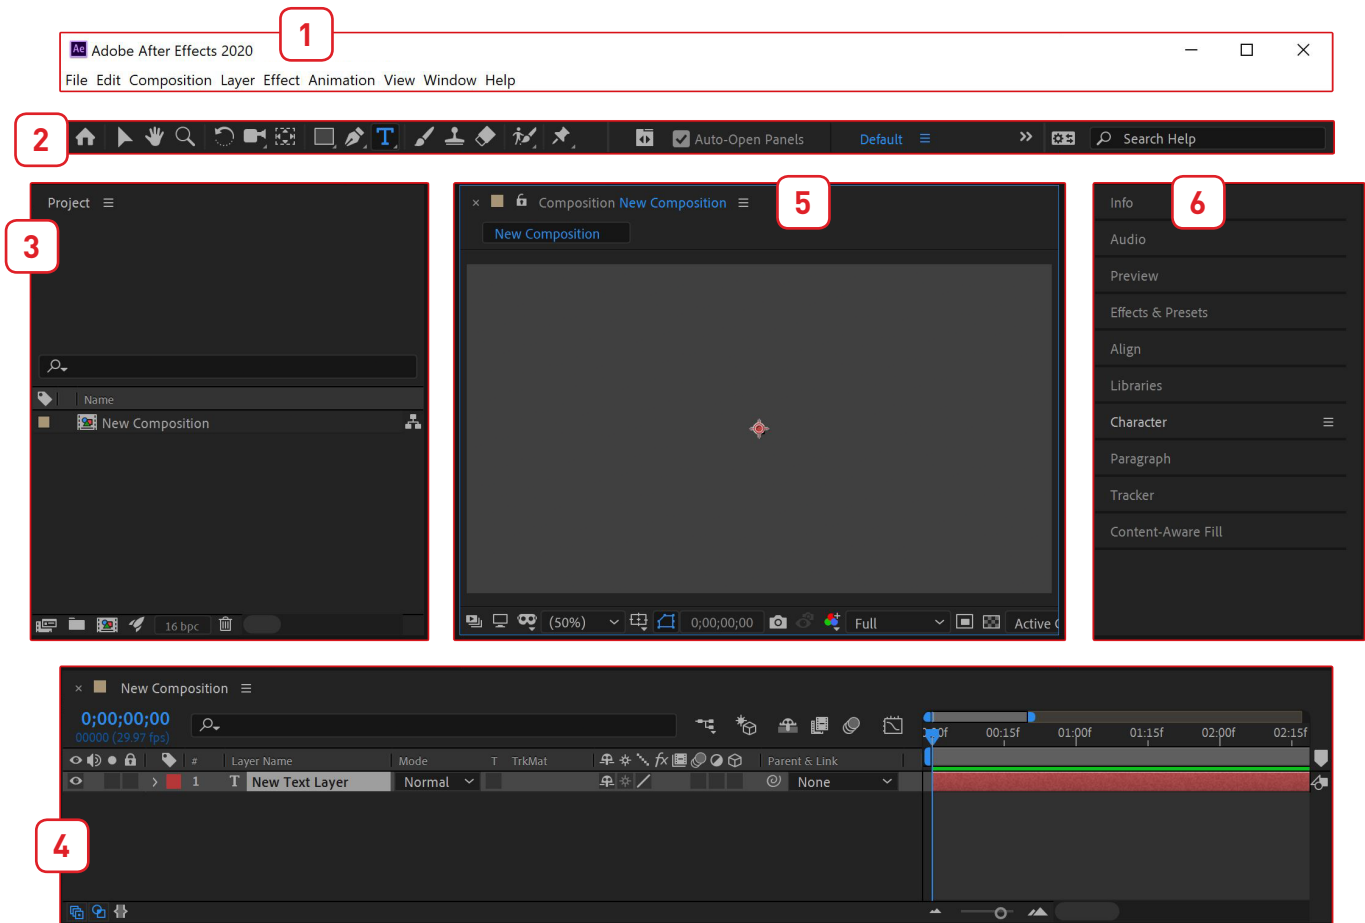 1
Ae Adobe After Effects 2020
File Edit Composition Layer Effect Animation View Window Help
2
T
Auto-Open Panels
Default
Search Help
Project
3
Name
New Composition
16 bpc
5
Composition New Composition
New Composition
(50%)
0;00;00;00
Full
Active
6
Info
Audio
Preview
Effects & Presets
Align
Libraries
Character
Paragraph
Tracker
Content-Aware Fill
New Composition
0;00;00;00
00000 (29.97 fps)
00:15f 01:00f 01:15f 02:00f 02:15f
# Layer Name Mode T TrkMat fx Parent & Link
1 T New Text Layer Normal None
4